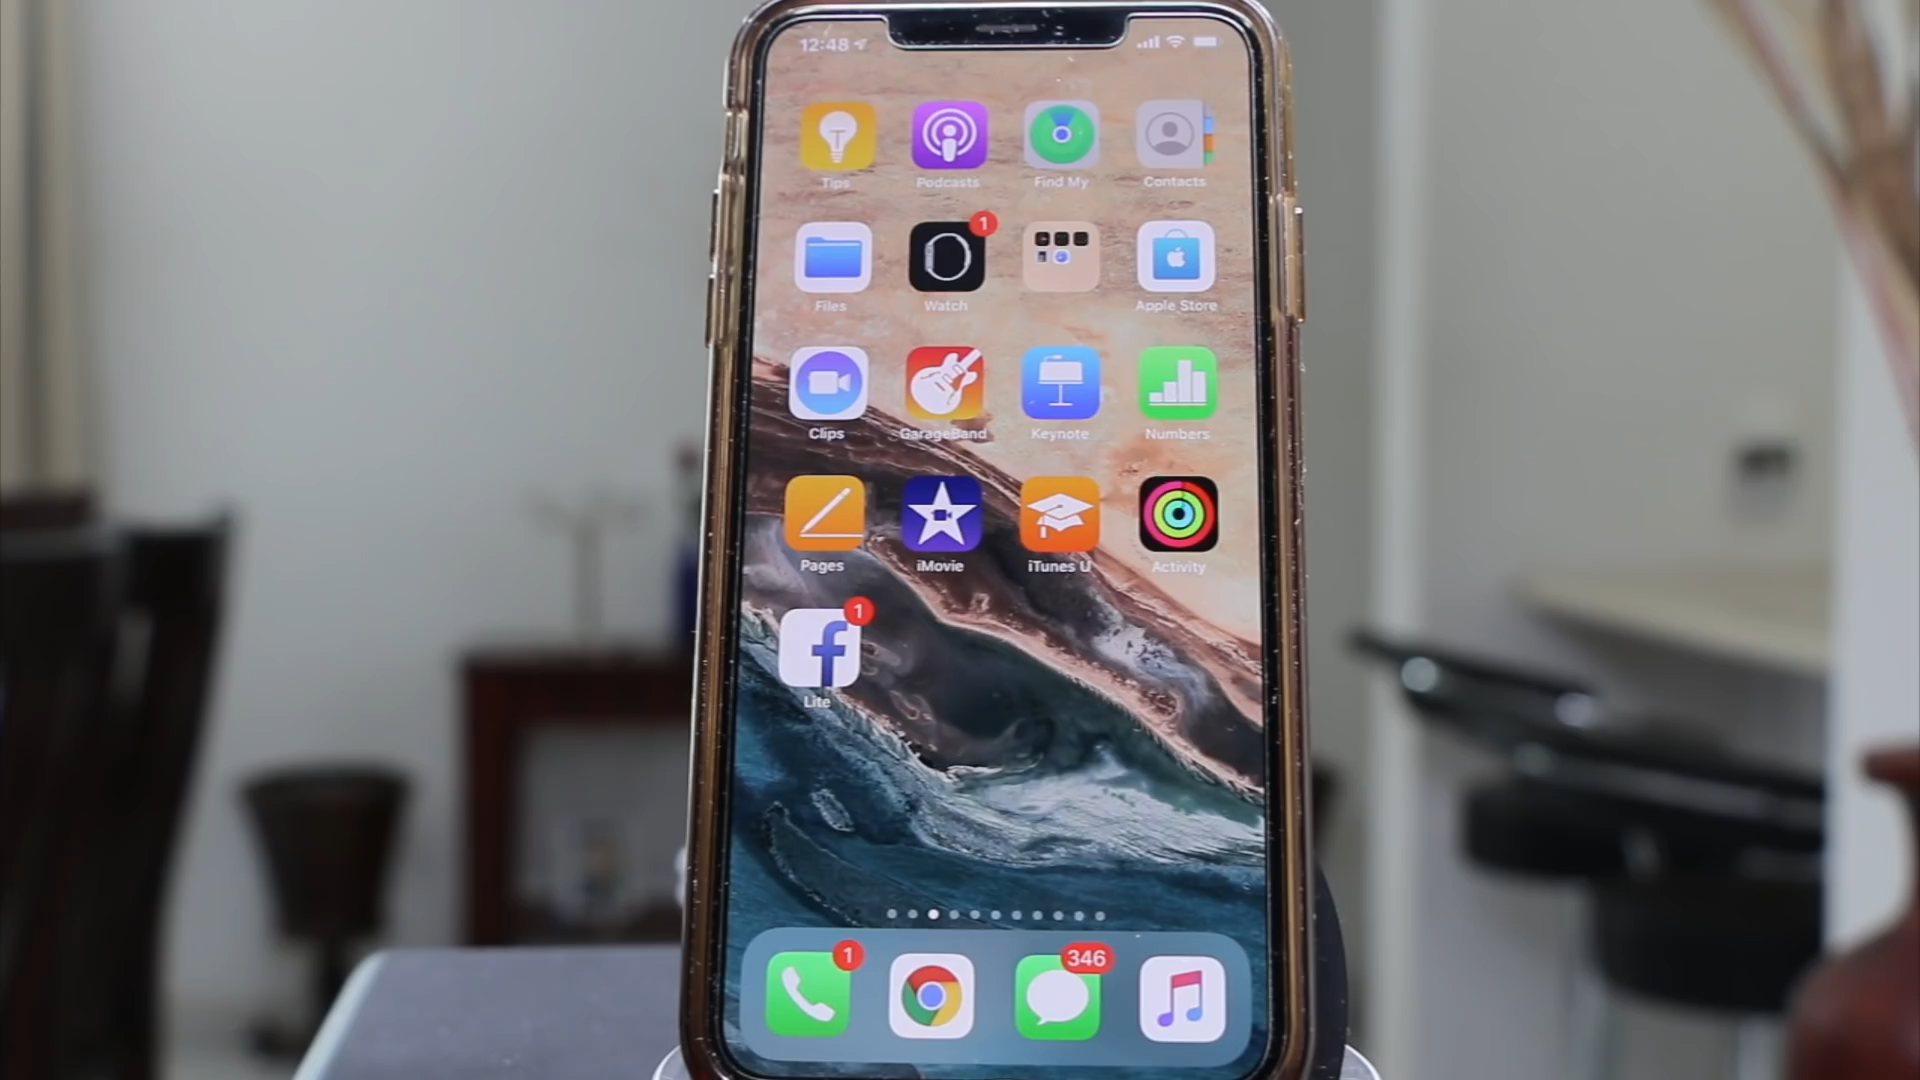 12:48
Tips Podcasts Find My Contacts
1
Files Watch Apple Store
Clips GarageBand Keynote Numbers
Pages iMovie iTunes U Activity
1
Lite
1 346